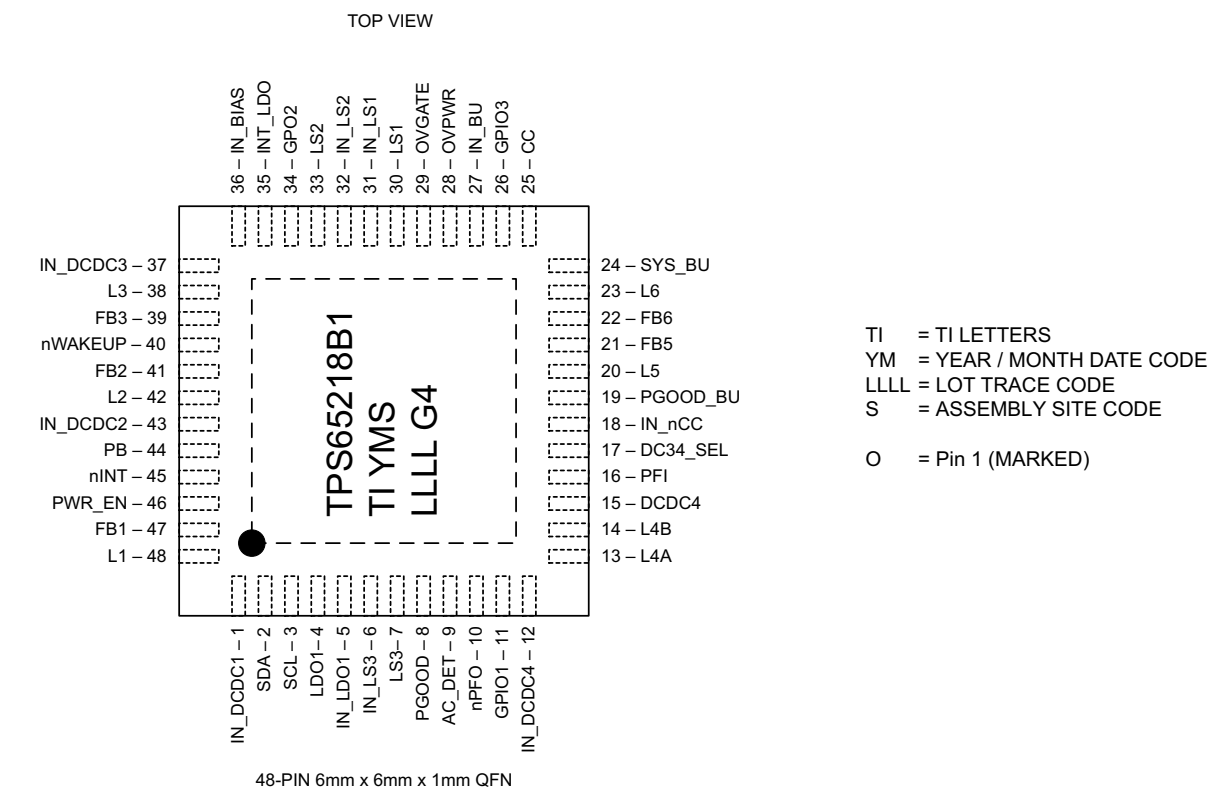 TOP VIEW
36 – IN_BIAS
35 – INT_LDO
34 – GPO2
33 – LS2
32 – IN_LS2
31 – IN_LS1
30 – LS1
29 – OVGATE
28 – OVPWR
27 – IN_BU
26 – GPIO3
25 – CC
IN_DCDC3 – 37
L3 – 38
FB3 – 39
nWAKEUP – 40
FB2 – 41
L2 – 42
IN_DCDC2 – 43
PB – 44
nINT – 45
PWR_EN – 46
FB1 – 47
L1 – 48
TPS65218B1
TI YMS
LLLL G4
24 – SYS_BU
23 – L6
22 – FB6
21 – FB5
20 – L5
19 – PGOOD_BU
18 – IN_nCC
17 – DC34_SEL
16 – PFI
15 – DCDC4
14 – L4B
13 – L4A
TI = TI LETTERS
YM = YEAR / MONTH DATE CODE
LLLL = LOT TRACE CODE
S = ASSEMBLY SITE CODE
O = Pin 1 (MARKED)
IN_DCDC1 – 1
SDA – 2
SCL – 3
LDO1– 4
IN_LDO1 – 5
IN_LS3 – 6
LS3– 7
PGOOD – 8
AC_DET – 9
nPFO – 10
GPIO1 – 11
IN_DCDC4 – 12
48-PIN 6mm x 6mm x 1mm QFN